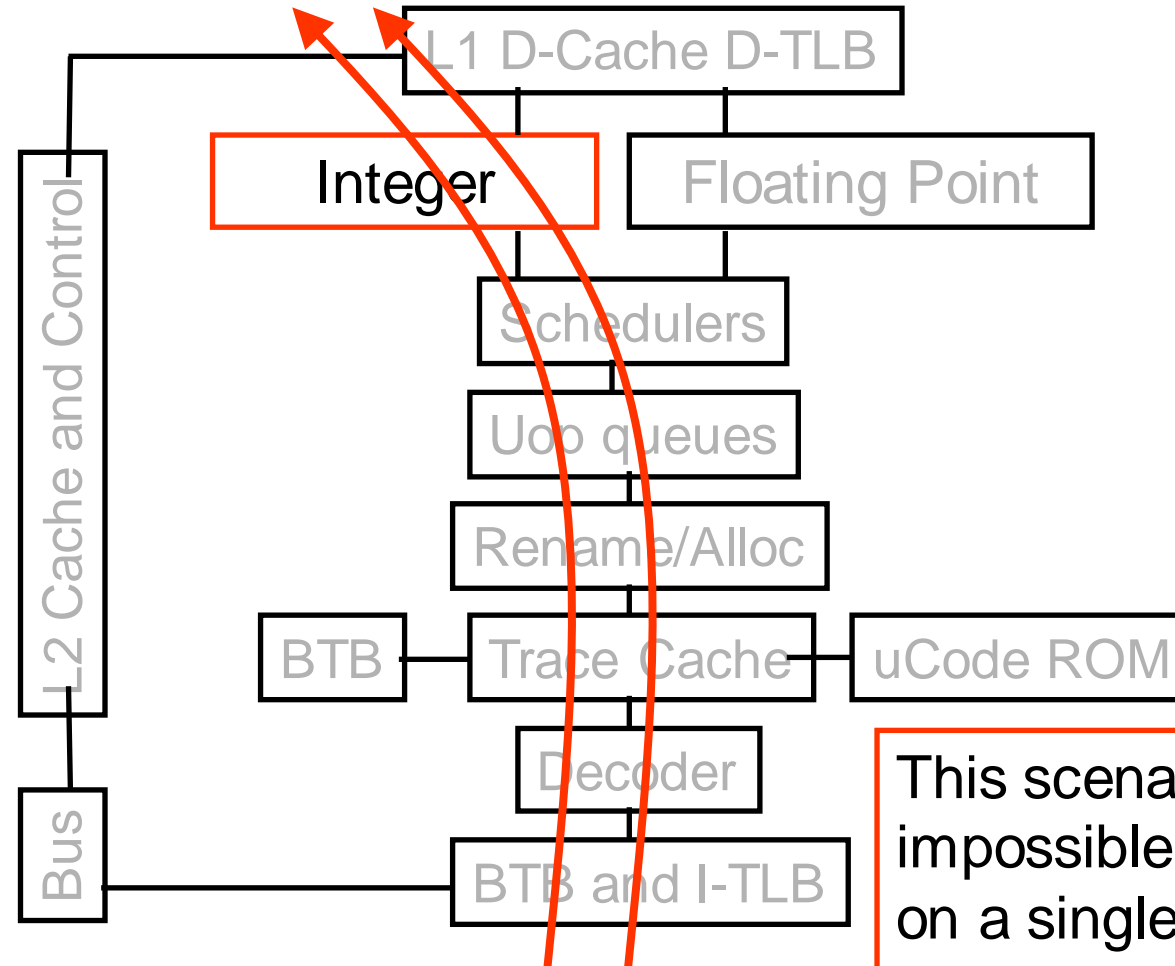 L1 D-Cache D-TLB
Integer
Floating Point
L2 Cache and Control
Schedulers
Uop queues
Rename/Alloc
BTB
Trace Cache
uCode ROM
Decoder
Bus
BTB and I-TLB
This scena
impossible
on a single